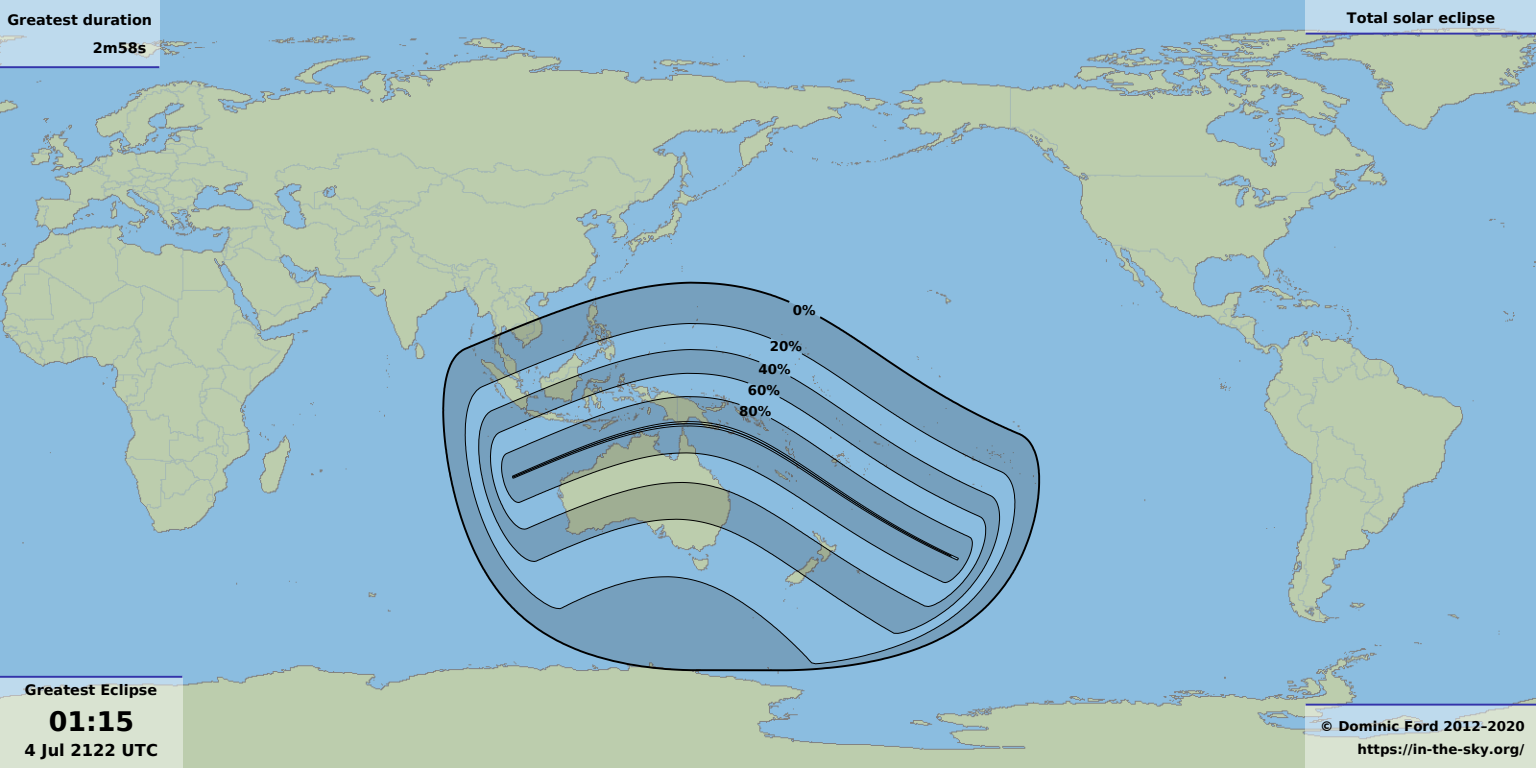 Greatest duration
2m58s
Total solar eclipse
0%
20%
40%
60%
80%
Greatest Eclipse
01:15
4 Jul 2122 UTC
© Dominic Ford 2012–2020
https://in-the-sky.org/